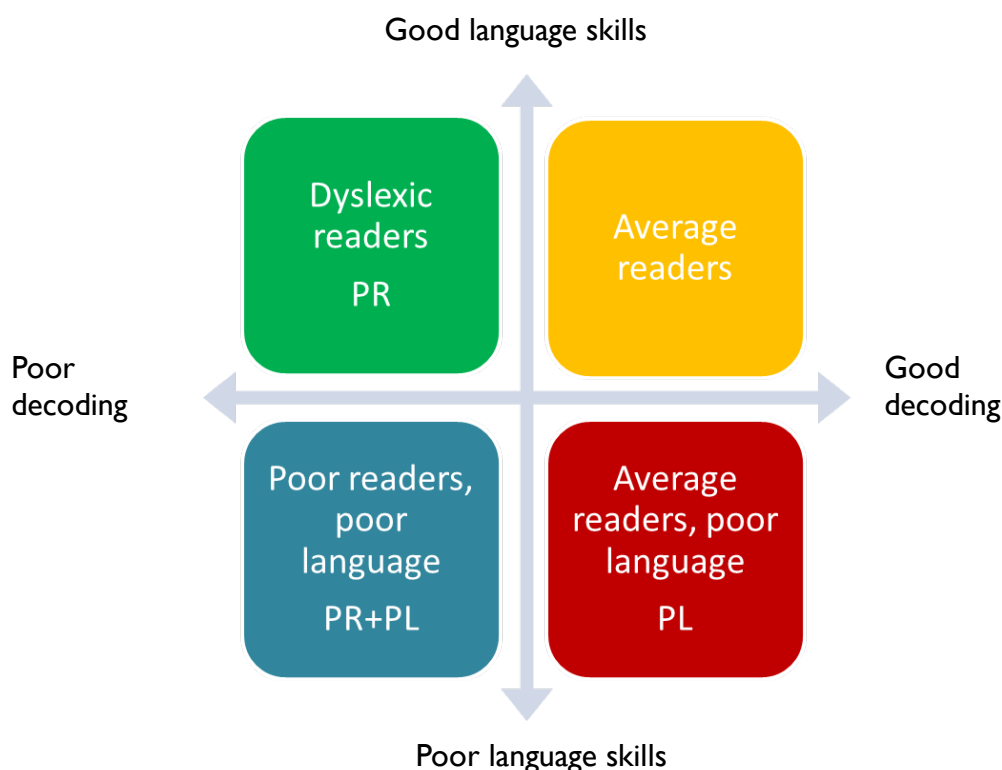 Good language skills
Dyslexic
readers
PR
Average
readers
Poor
decoding
Good
decoding
Poor readers,
poor
language
PR+PL
Average
readers, poor
language
PL
Poor language skills